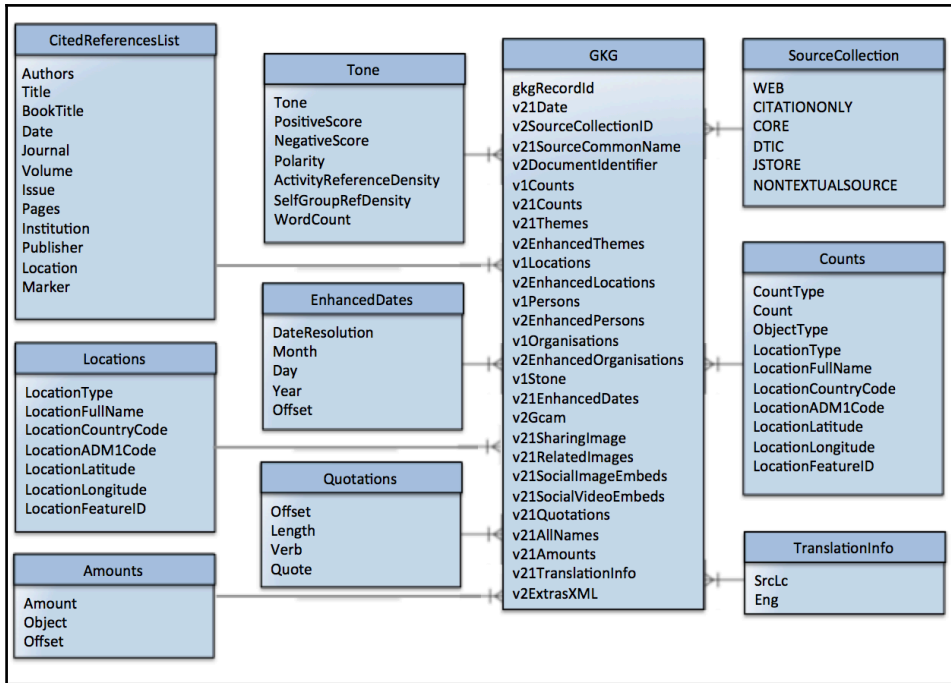 CitedReferencesList
Authors
Title
BookTitle
Date
Journal
Volume
Issue
Pages
Institution
Publisher
Location
Marker
Locations
LocationType
LocationFullName
LocationCountryCode
LocationADM1Code
LocationLatitude
LocationLongitude
LocationFeatureID
Amounts
Amount
Object
Offset
Tone
Tone
PositiveScore
NegativeScore
Polarity
ActivityReferenceDensity
SelfGroupRefDensity
WordCount
EnhancedDates
DateResolution
Month
Day
Year
Offset
Quotations
Offset
Length
Verb
Quote
GKG
gkgRecordId
v21Date
v2SourceCollectionID
v21SourceCommonName
v2DocumentIdentifier
v1Counts
v21Counts
v21Themes
v2EnhancedThemes
v1Locations
v2EnhancedLocations
v1Persons
v2EnhancedPersons
v1Organisations
v2EnhancedOrganisations
v1Stone
v21EnhancedDates
v2Gcam
v21SharingImage
v21RelatedImages
v21SocialImageEmbeds
v21SocialVideoEmbeds
v21Quotations
v21AllNames
v21Amounts
v21TranslationInfo
v2ExtrasXML
SourceCollection
WEB
CITATIONONLY
CORE
DTIC
JSTORE
NONTEXTUALSOURCE
Counts
CountType
Count
ObjectType
LocationType
LocationFullName
LocationCountryCode
LocationADM1Code
LocationLatitude
LocationLongitude
LocationFeatureID
TranslationInfo
SrcLc
Eng